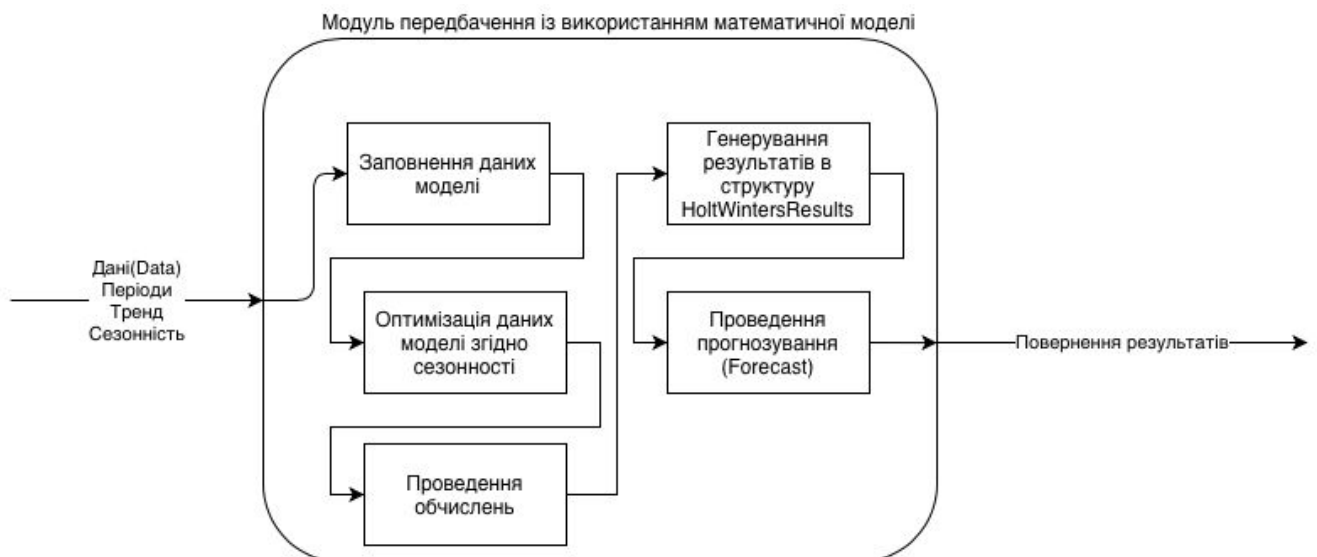 Модуль передбачення із використанням математичної моделі
Дані(Data)
Періоди
Тренд
Сезонність
Заповнення даних
моделі
Оптимізація даних
моделі згідно
сезонності
Проведення
обчислень
Генерування
результатів в
структуру
HoltWintersResults
Проведення
прогнозування
(Forecast)
Повернення результатів